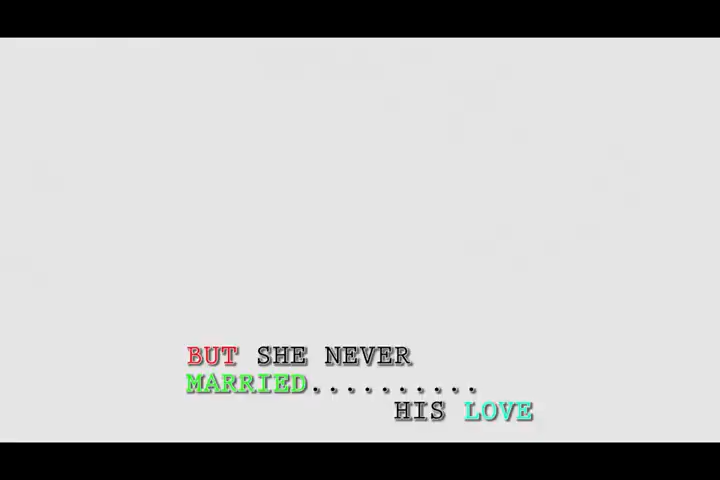 BUT SHE NEVER
MARRIED..........
HIS LOVE